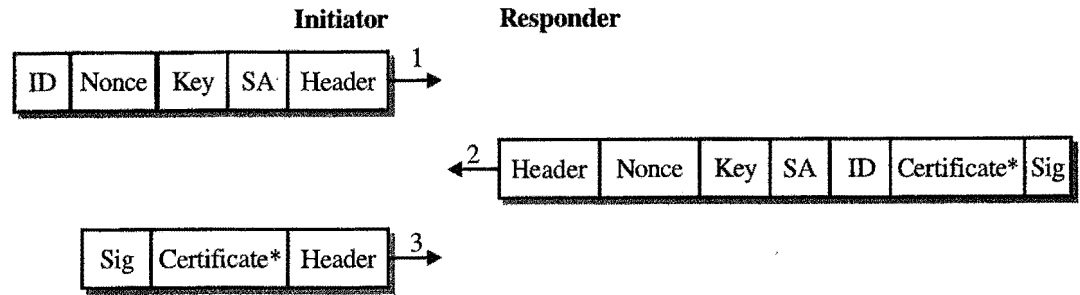 Initiator Responder
1
ID Nonce Key SA Header
2
Header Nonce Key SA ID Certificate* Sig
3
Sig Certificate* Header